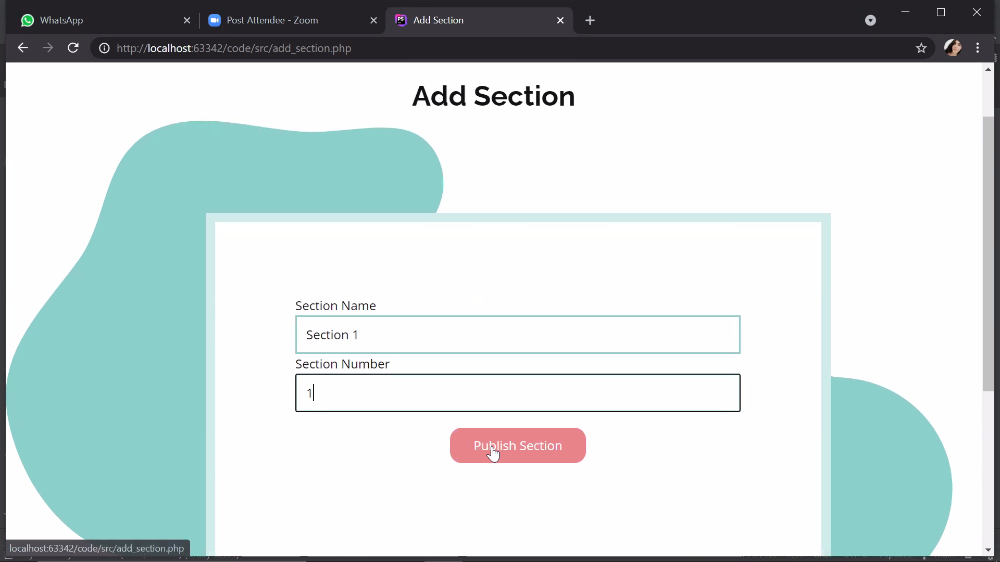 WhatsApp
Post Attendee - Zoom
PS
Add Section
http://localhost:63342/code/src/add_section.php
Add Section
Section Name
Section 1
Section Number
1
Publish Section
localhost:63342/code/src/add_section.php